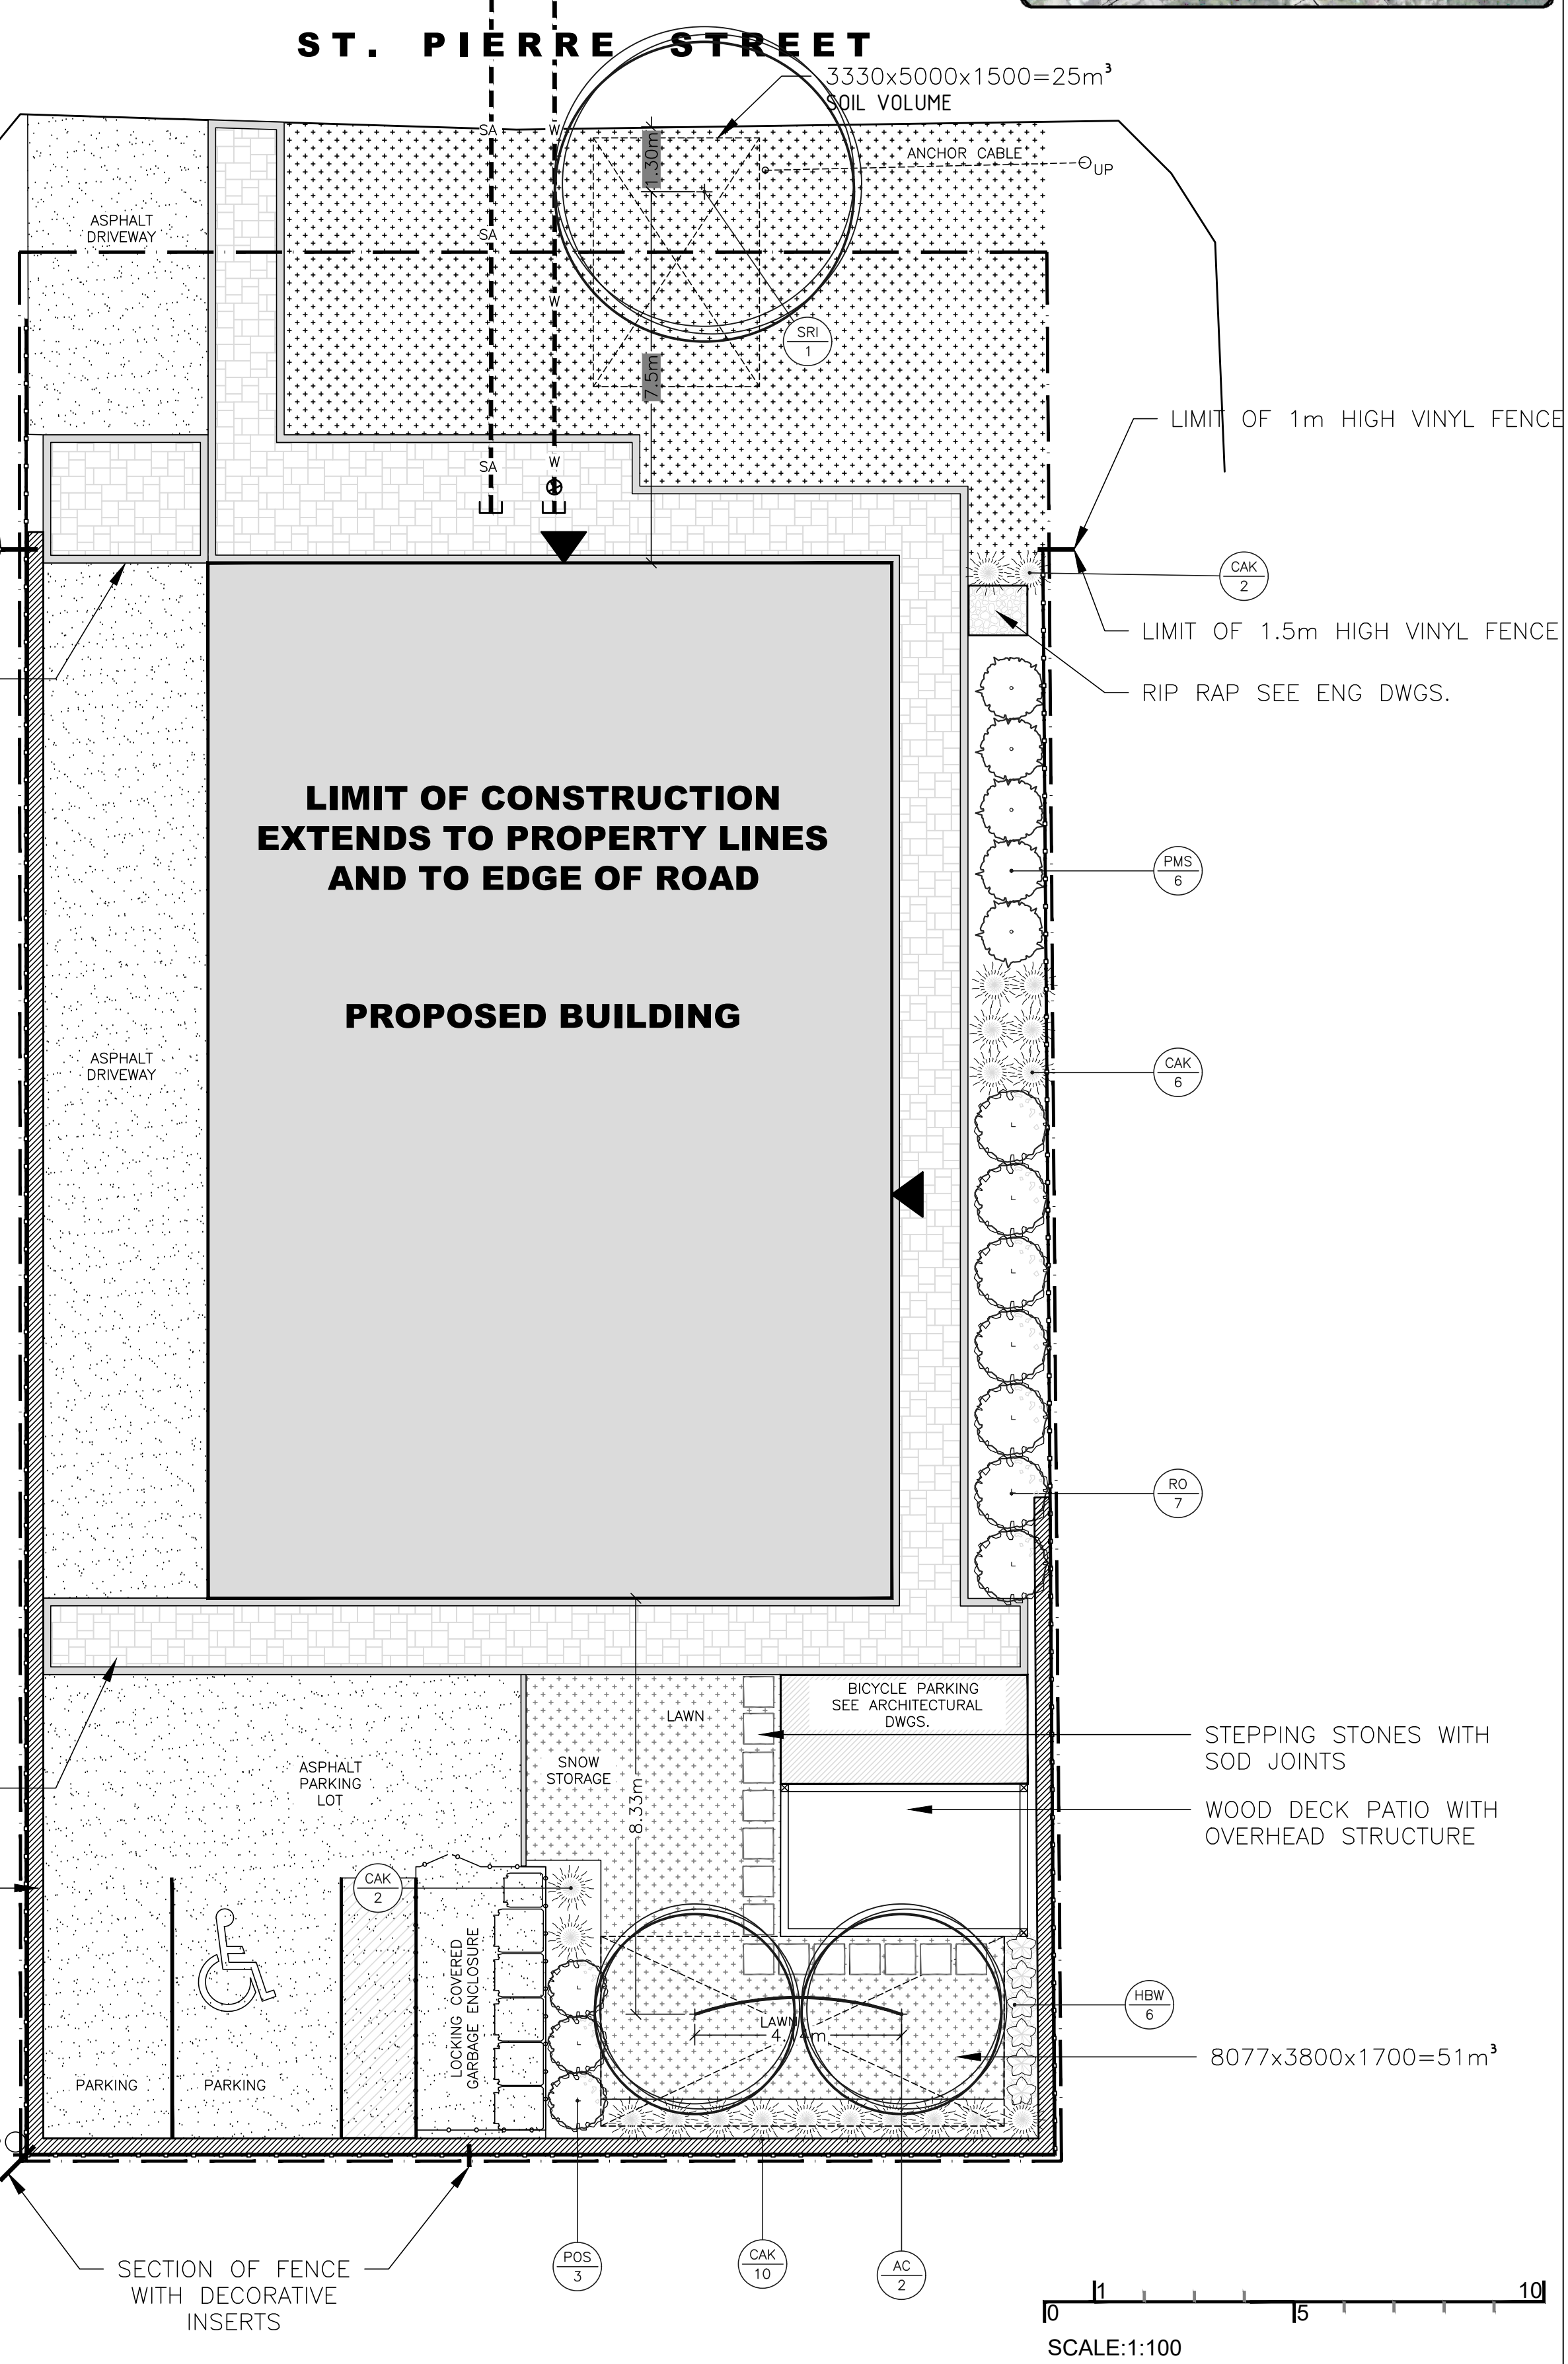 ST. PIERRE STREET
3330x5000x1500=25m³
SOIL VOLUME
SA
W
1.30m
ANCHOR CABLE
UP
ASPHALT
DRIVEWAY
SA
W
SRI
1
7.5m
LIMIT OF 1m HIGH VINYL FENCE
SA
W
CAK
2
LIMIT OF 1.5m HIGH VINYL FENCE
RIP RAP SEE ENG DWGS.
LIMIT OF CONSTRUCTION
EXTENDS TO PROPERTY LINES
AND TO EDGE OF ROAD
PMS
6
PROPOSED BUILDING
ASPHALT
DRIVEWAY
CAK
6
RO
7
BICYCLE PARKING
SEE ARCHITECTURAL
DWGS.
LAWN
STEPPING STONES WITH
SOD JOINTS
SNOW
STORAGE
ASPHALT
PARKING
LOT
8.33m
WOOD DECK PATIO WITH
OVERHEAD STRUCTURE
CAK
2
LOCKING COVERED
GARBAGE ENCLOSURE
HBW
6
LAWN
8077x3800x1700=51m³
PARKING
PARKING
POS
3
CAK
10
AC
2
SECTION OF FENCE
WITH DECORATIVE
INSERTS
1
10
0
5
SCALE:1:100